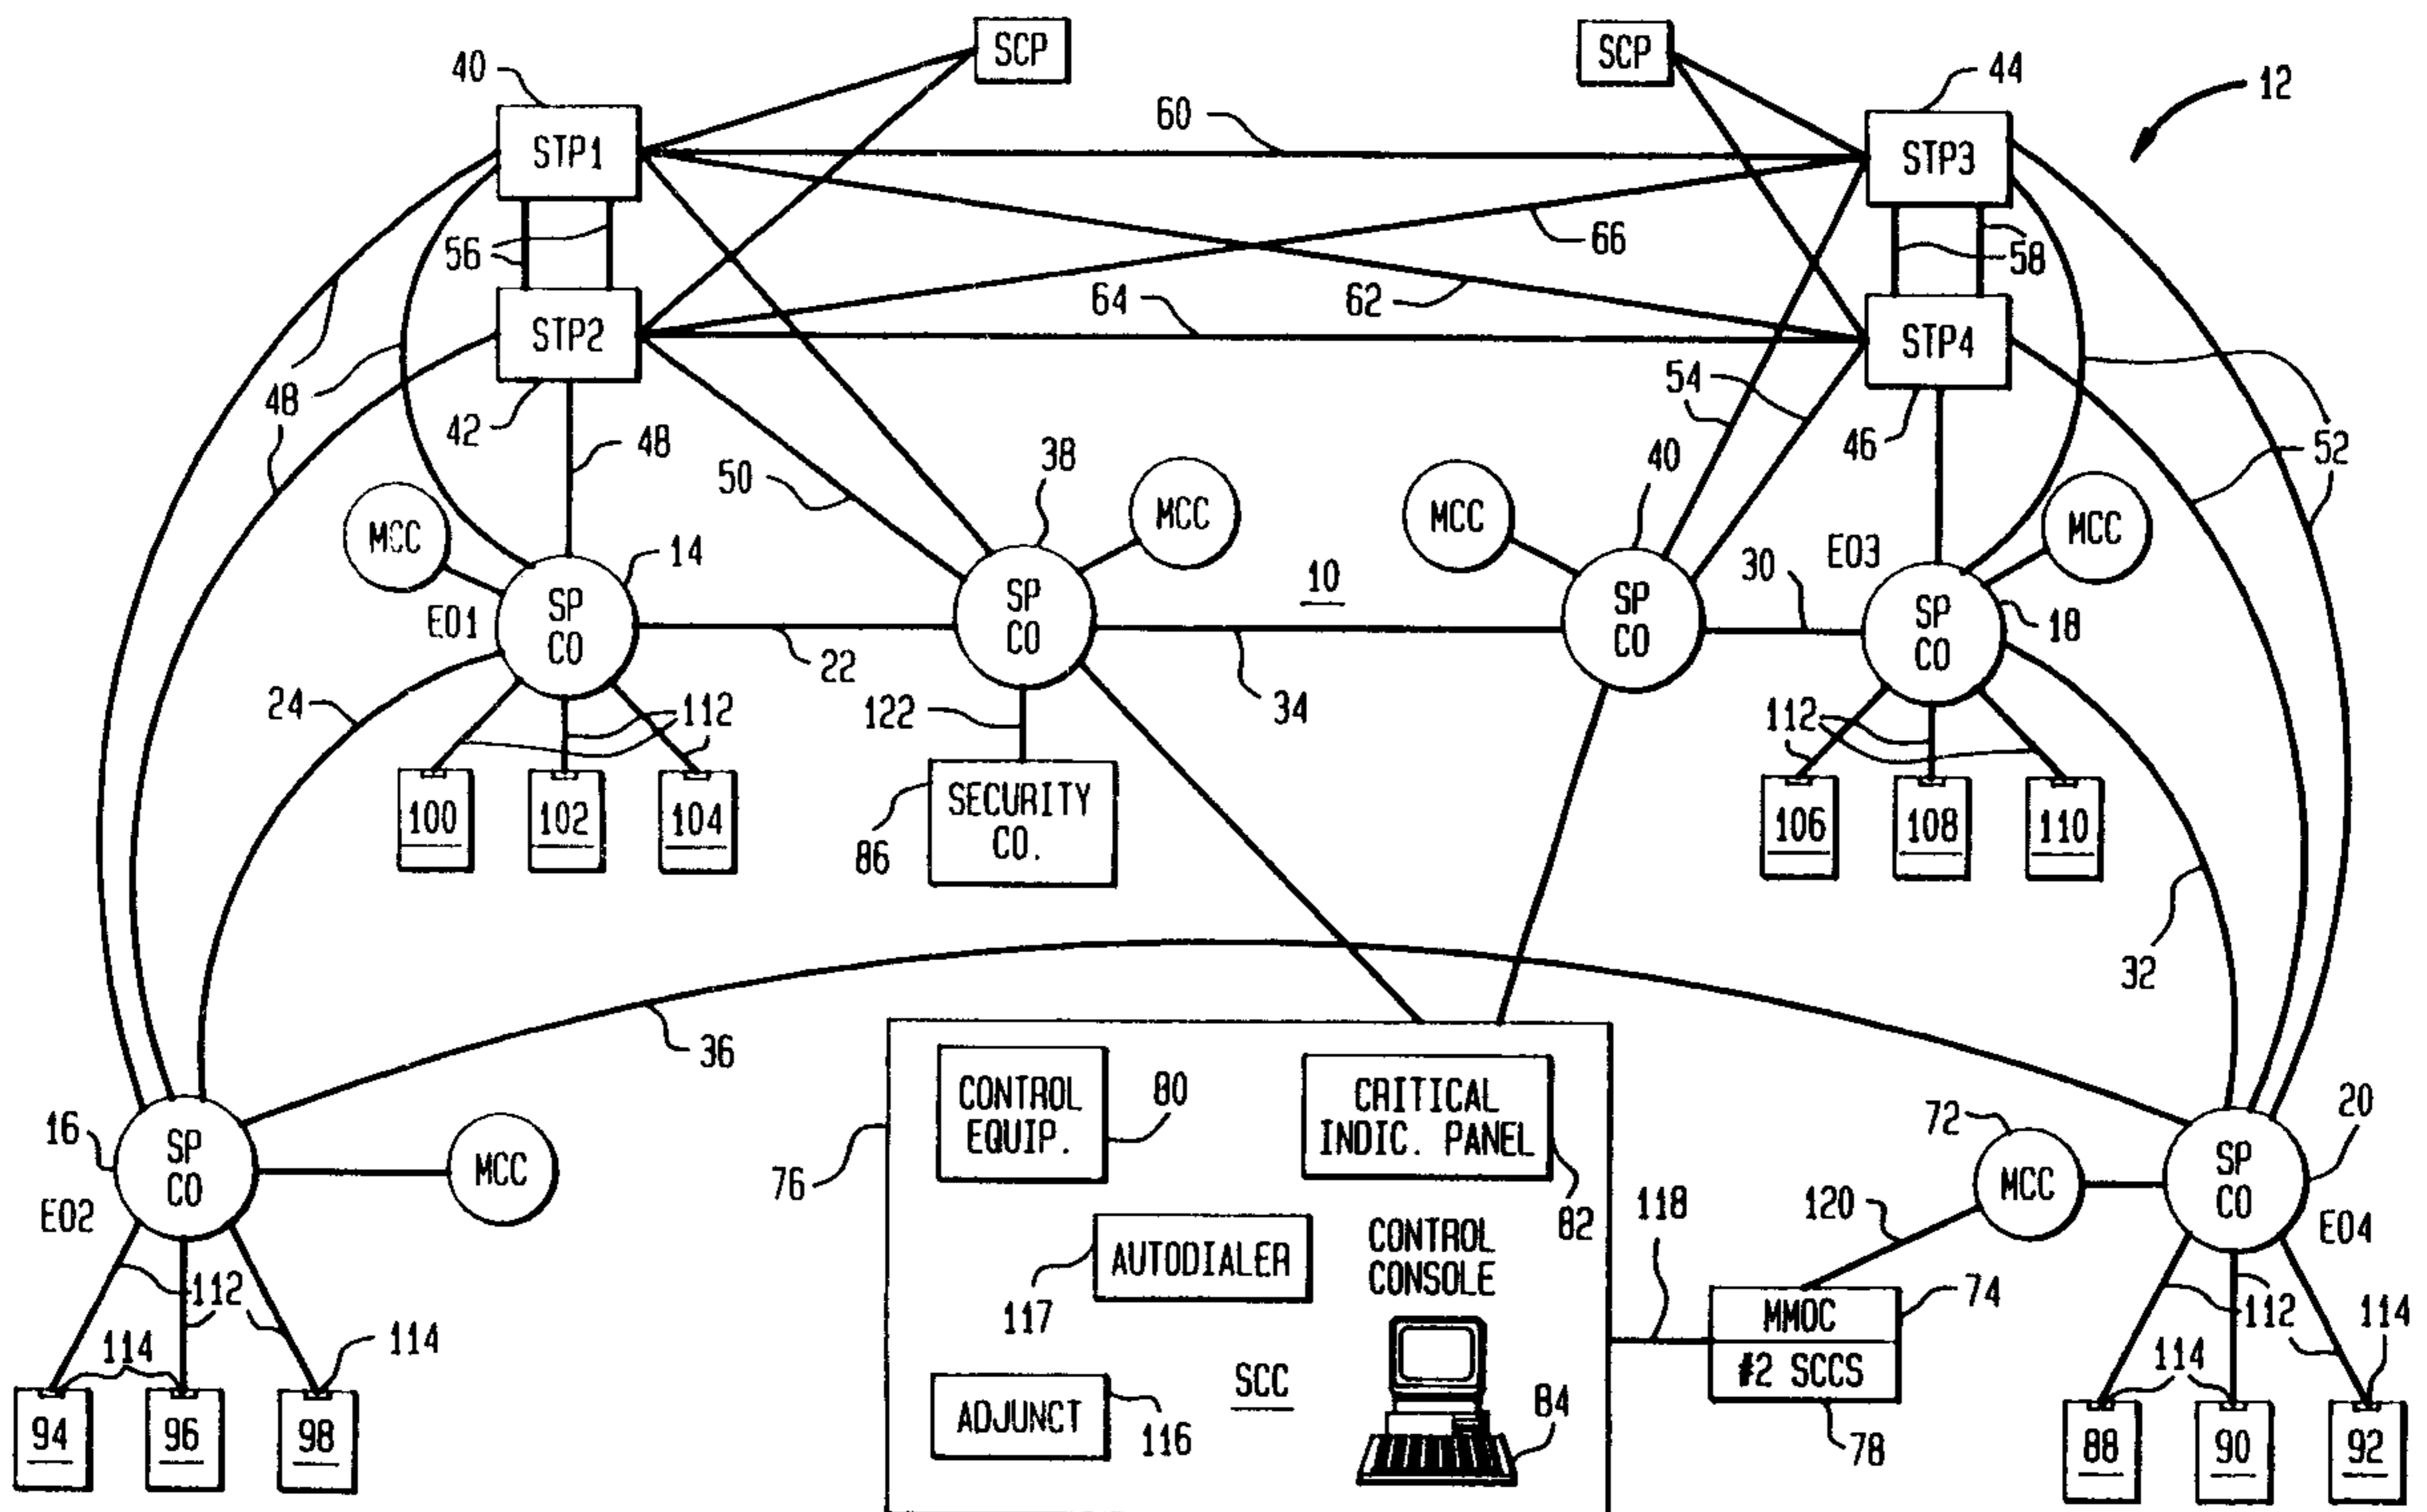 SCP
SCP
40
44
12
STP1
60
STP3
56
66
58
64
62
STP2
STP4
48
42
54
46
52
48
50
38
40
MCC
MCC
MCC
MCC
14
10
30
E03
SP
CO
SP
CO
SP
CO
SP
CO
E01
18
22
34
24
112
122
112
112
112
100
102
104
SECURITY
CO.
86
106
108
110
32
36
16
SP
CO
MCC
E02
CONTROL
EQUIP.
80
CRITICAL
INDIC. PANEL
76
82
72
MCC
SP
CO
20
E04
118
120
AUTODIALER
117
CONTROL
CONSOLE
112
MMOC
74
#2 SCCS
78
112
114
114
114
114
SCC
84
ADJUNCT
116
94
96
98
88
90
92